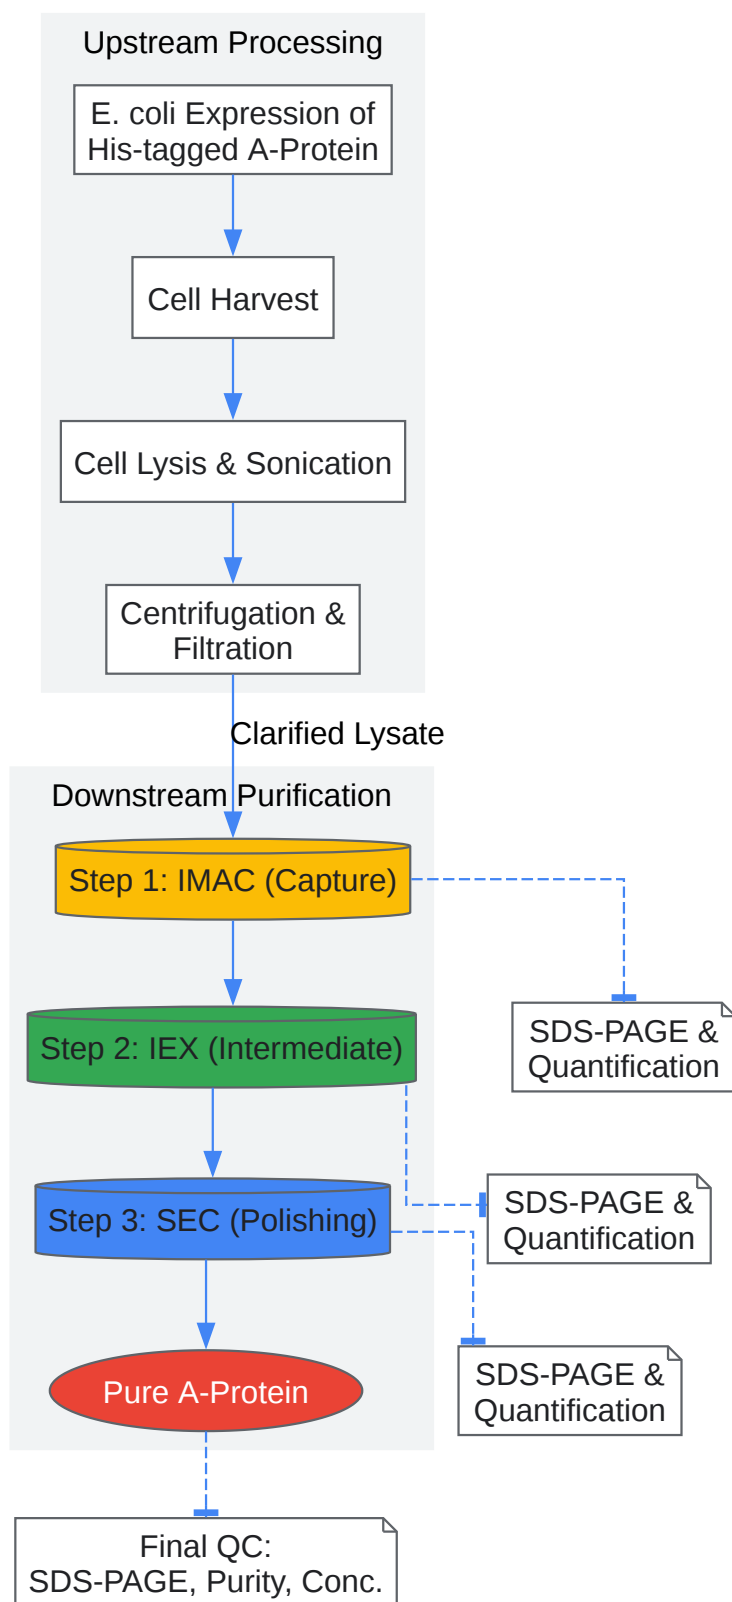 Upstream Processing
E. coli Expression of
His-tagged A-Protein
Cell Harvest
Cell Lysis & Sonication
Centrifugation &
Filtration
Clarified Lysate
Downstream Purification
Step 1: IMAC (Capture)
Step 2: IEX (Intermediate)
SDS-PAGE &
Quantification
Step 3: SEC (Polishing)
SDS-PAGE &
Quantification
Pure A-Protein
SDS-PAGE &
Quantification
Final QC:
SDS-PAGE, Purity, Conc.